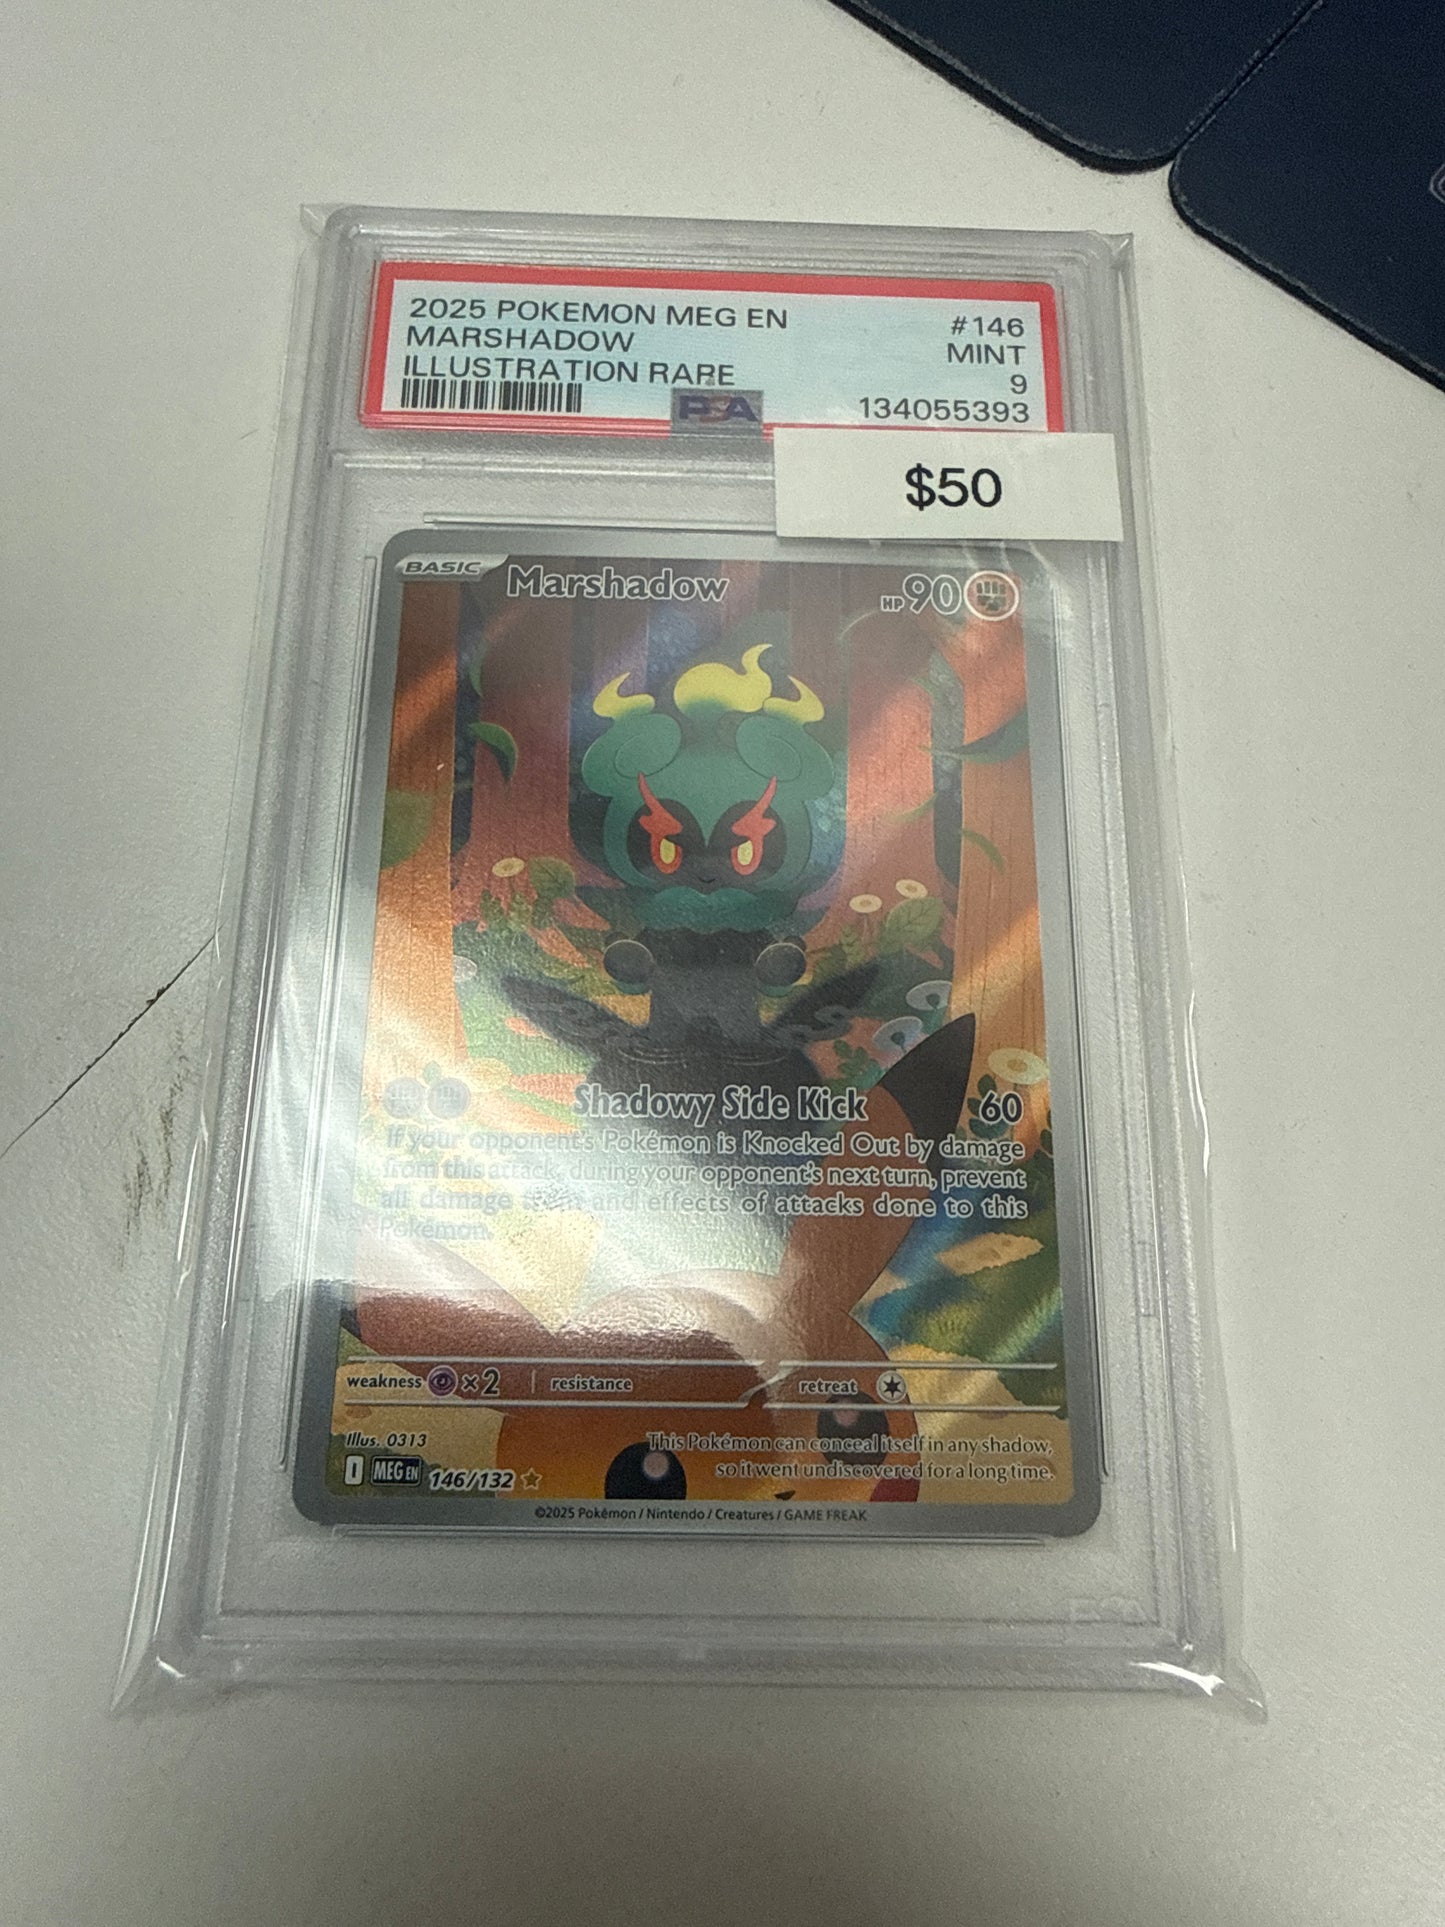 2025 POKEMON MEG EN #146
MARSHADOW MINT
ILLUSTRATION RARE 9
PSA 134055393
$50
BASIC Marshadow HP 90
Shadowy Side Kick 60
If your opponent's Pokémon is Knocked Out by damage
from this attack, during your opponent's next turn, prevent
all damage from and effects of attacks done to this
Pokémon.
weakness ×2 resistance retreat
Illus. 0313
This Pokémon can conceal itself in any shadow,
so it went undiscovered for a long time.
I MEG EN 146/132
©2025 Pokémon / Nintendo / Creatures / GAME FREAK